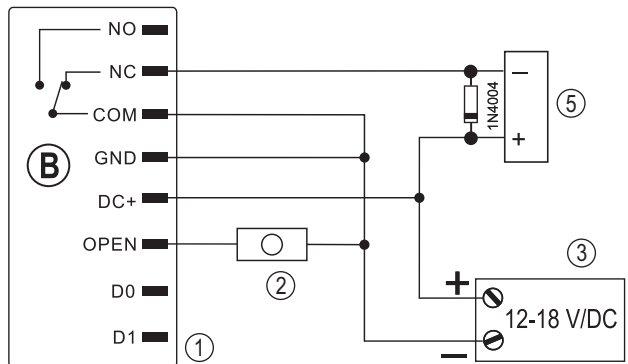 NO
NC
COM
GND
DC+
OPEN
D0
D1
B
①
②
1N4004
−
+
⑤
③
+
12-18 V/DC
−